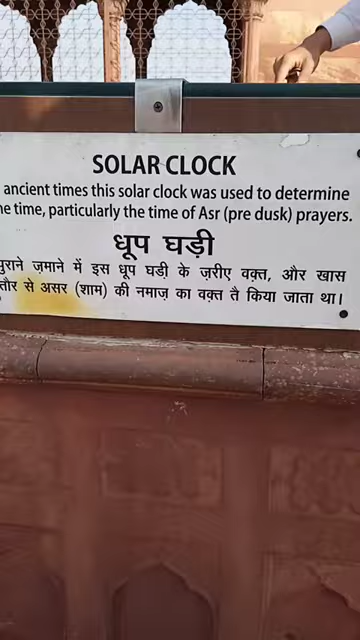 SOLAR CLOCK
ancient times this solar clock was used to determine
time, particularly the time of Asr (pre dusk) prayers.
धूप घड़ी
पुराने ज़माने में इस धूप घड़ी के ज़रीए वक़्त, और खास
तौर से असर (शाम) की नमाज़ का वक़्त तै किया जाता था।